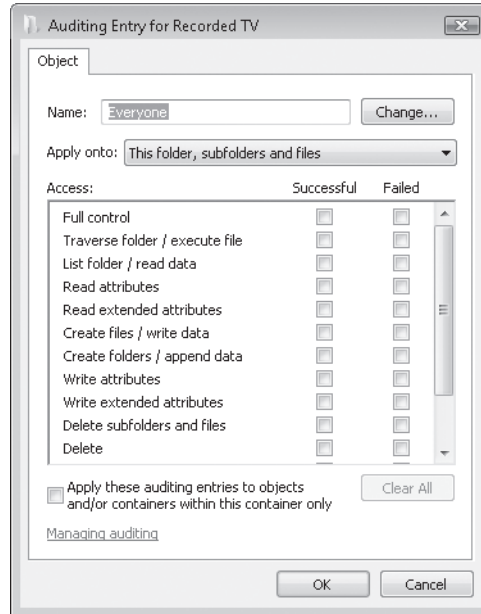 Auditing Entry for Recorded TV
Object
Name: Everyone Change...
Apply onto: This folder, subfolders and files
Access: Successful Failed
Full control
Traverse folder / execute file
List folder / read data
Read attributes
Read extended attributes
Create files / write data
Create folders / append data
Write attributes
Write extended attributes
Delete subfolders and files
Delete
Apply these auditing entries to objects
and/or containers within this container only
Clear All
Managing auditing
OK Cancel